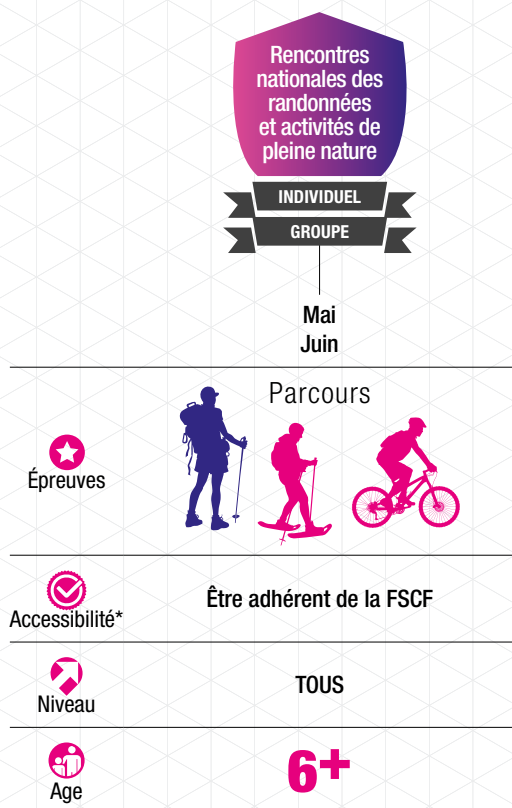 Rencontres
nationales des
randonnées
et activités de
pleine nature
INDIVIDUEL
GROUPE
Mai
Juin
Parcours
Épreuves
Accessibilité*
Être adhérent de la FSCF
Niveau
TOUS
Age
6+